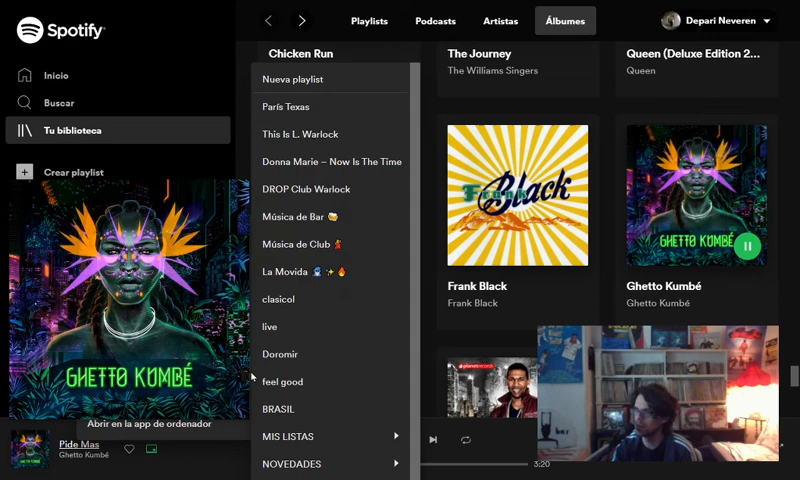 Spotify
Playlists
Podcasts
Artistas
Álbumes
Depari Neveren
Inicio
Buscar
Tu biblioteca
Crear playlist
GHETTO KUMBÉ
Abrir en la app de ordenador
Pide Mas
Ghetto Kumbé
Chicken Run
Nueva playlist
París Texas
This Is L. Warlock
Donna Marie – Now Is The Time
DROP Club Warlock
Música de Bar 🍻
Música de Club 💃
La Movida 👨‍🎤✨🔥
clasicol
live
Doromir
feel good
BRASIL
MIS LISTAS
NOVEDADES
The Journey
The Williams Singers
Queen (Deluxe Edition 2...
Queen
Frank
Black
Frank Black
Frank Black
GHETTO KUMBÉ
Ghetto Kumbé
Ghetto Kumbé
3:20